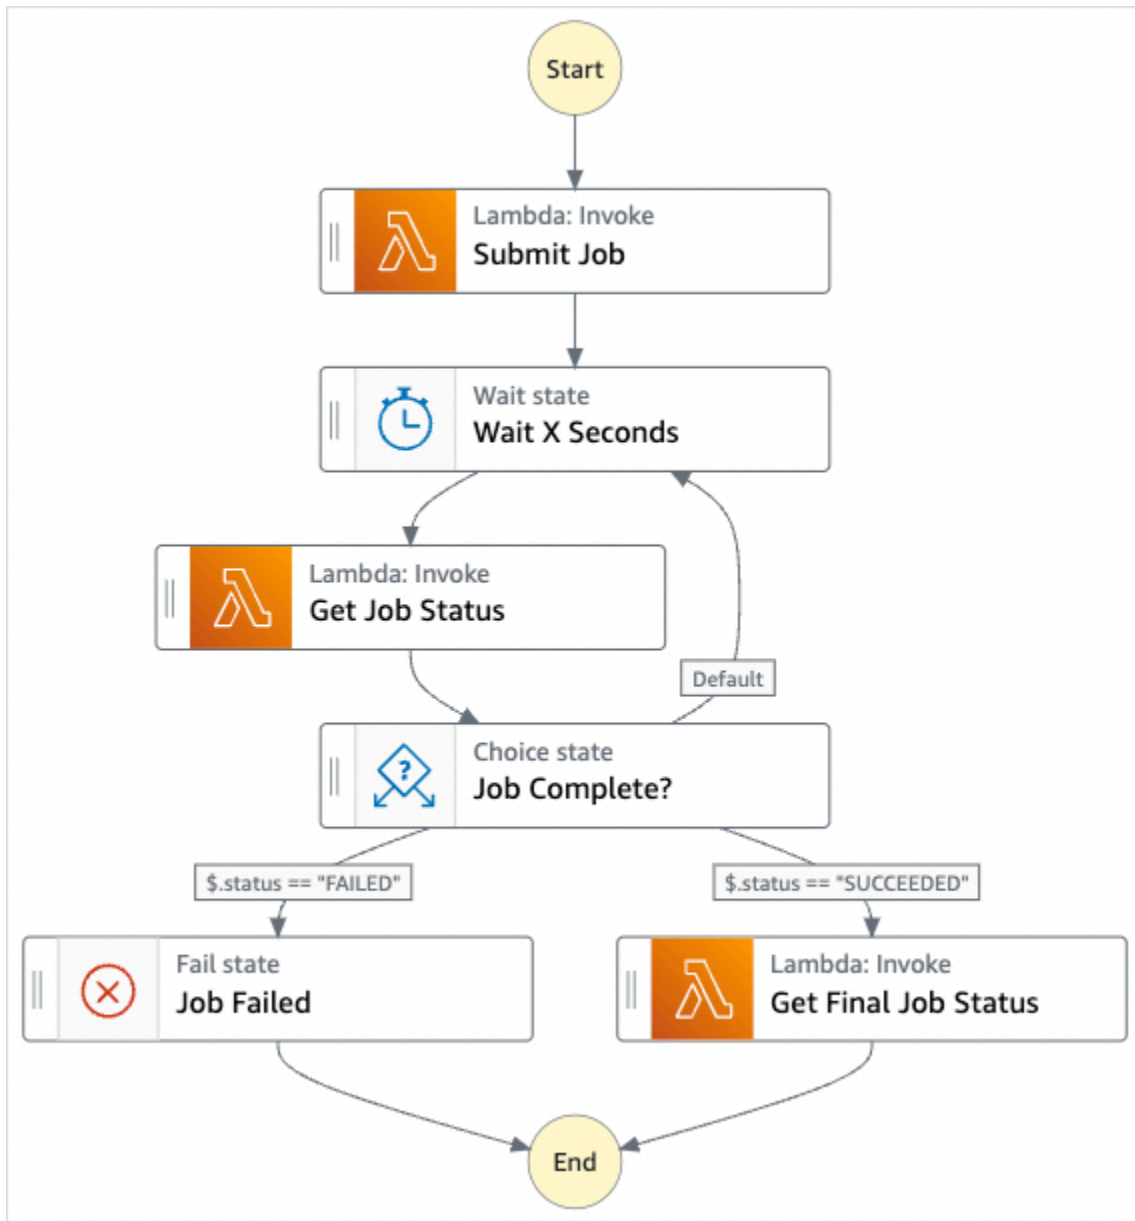 Start
Lambda: Invoke
Submit Job
Wait state
Wait X Seconds
Lambda: Invoke
Get Job Status
Default
Choice state
Job Complete?
$.status == "FAILED"
$.status == "SUCCEEDED"
Fail state
Job Failed
Lambda: Invoke
Get Final Job Status
End